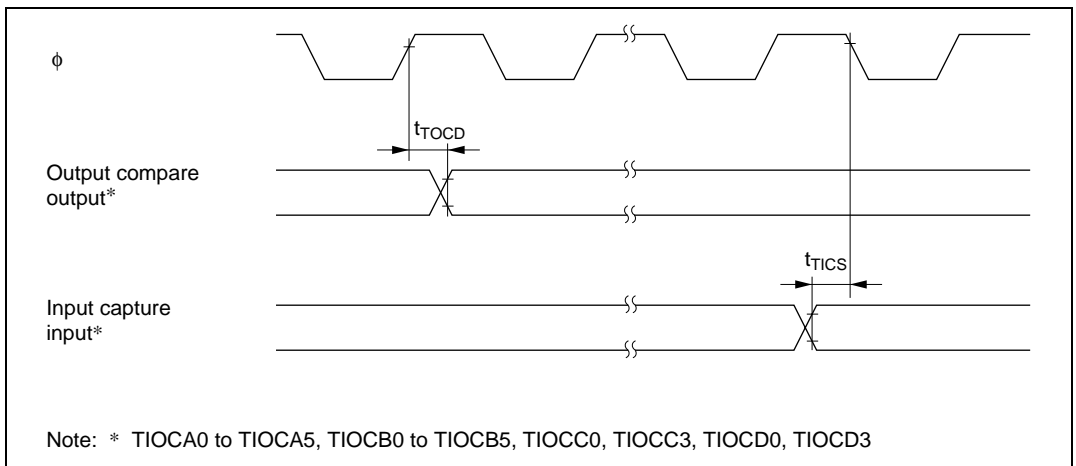 ϕ
tTOCD
Output compare
output*
tTICS
Input capture
input*
Note: * TIOCA0 to TIOCA5, TIOCB0 to TIOCB5, TIOCC0, TIOCC3, TIOCD0, TIOCD3